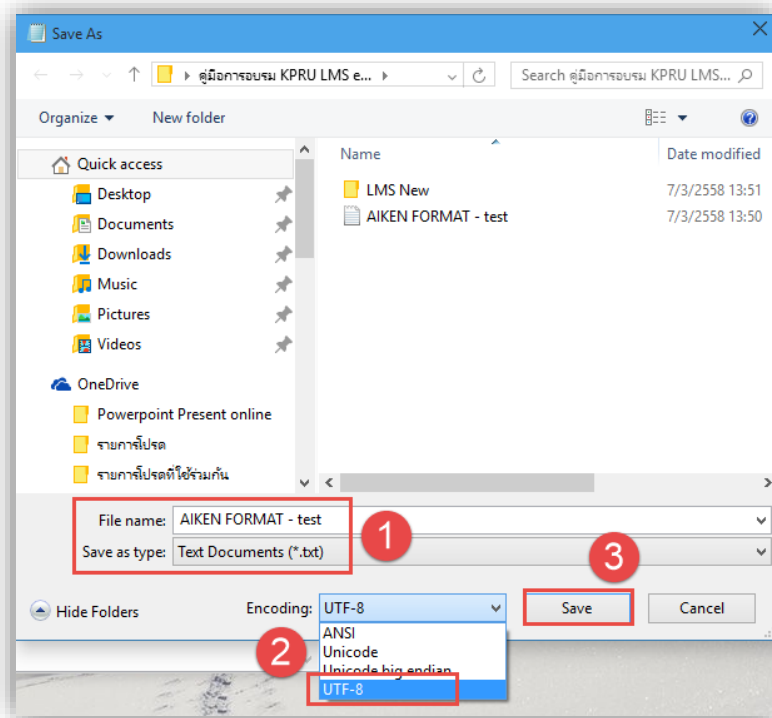 Save As
คู่มือการอบรม KPRU LMS e...
Search คู่มือการอบรม KPRU LMS...
Organize
New folder
Name
Date modified
Quick access
Desktop
Documents
Downloads
Music
Pictures
Videos
OneDrive
Powerpoint Present online
รายการโปรด
รายการโปรดที่ใช้ร่วมกัน
LMS New
7/3/2558 13:51
AIKEN FORMAT - test
7/3/2558 13:50
File name: AIKEN FORMAT - test
Save as type: Text Documents (*.txt)
1
3
Hide Folders
Encoding: UTF-8
Save
Cancel
ANSI
Unicode
Unicode big endian
UTF-8
2